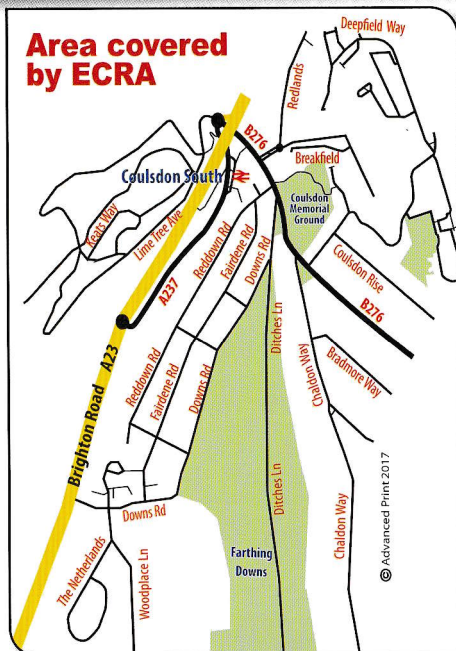 Area covered
by ECRA
Deepfield Way
Redlands
B276
Breakfield
Coulsdon South
Coulsdon
Memorial
Ground
Keats Way
Lime Tree Ave
Reddown Rd
Fairdene Rd
Downs Rd
Coulsdon Rise
A237
B276
Ditches Ln
Chaldon Way
Bradmore Way
Brighton Road A23
Reddown Rd
Fairdene Rd
Downs Rd
Ditches Ln
Chaldon Way
Downs Rd
The Netherlands
Woodplace Ln
Farthing
Downs
© Advanced Print 2017